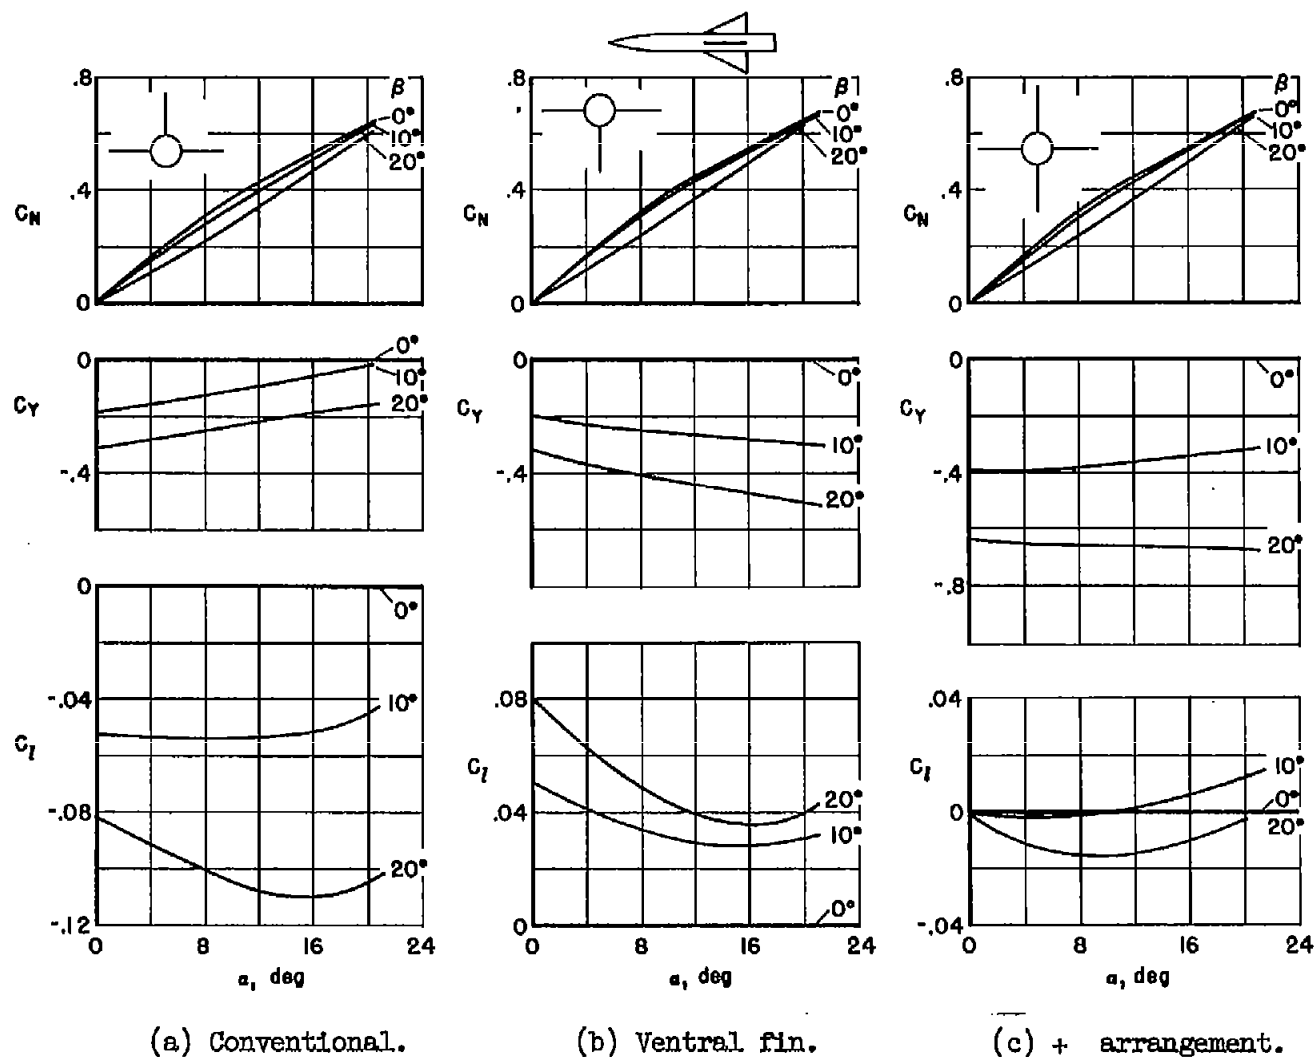 .8
.4
0
C_N
β
0°
10°
20°
0
-.4
C_Y
0°
10°
20°
0
-.04
-.08
-.12
C_l
0°
10°
20°
0 8 16 24
α, deg
(a) Conventional.
.8
.4
0
C_N
β
0°
10°
20°
0
-.4
C_Y
0°
10°
20°
.08
.04
0
C_l
20°
10°
0°
0 8 16 24
α, deg
(b) Ventral fin.
.8
.4
0
C_N
β
0°
10°
20°
0
-.4
-.8
C_Y
0°
10°
20°
.04
0
-.04
C_l
10°
0°
20°
0 8 16 24
α, deg
(c) + arrangement.